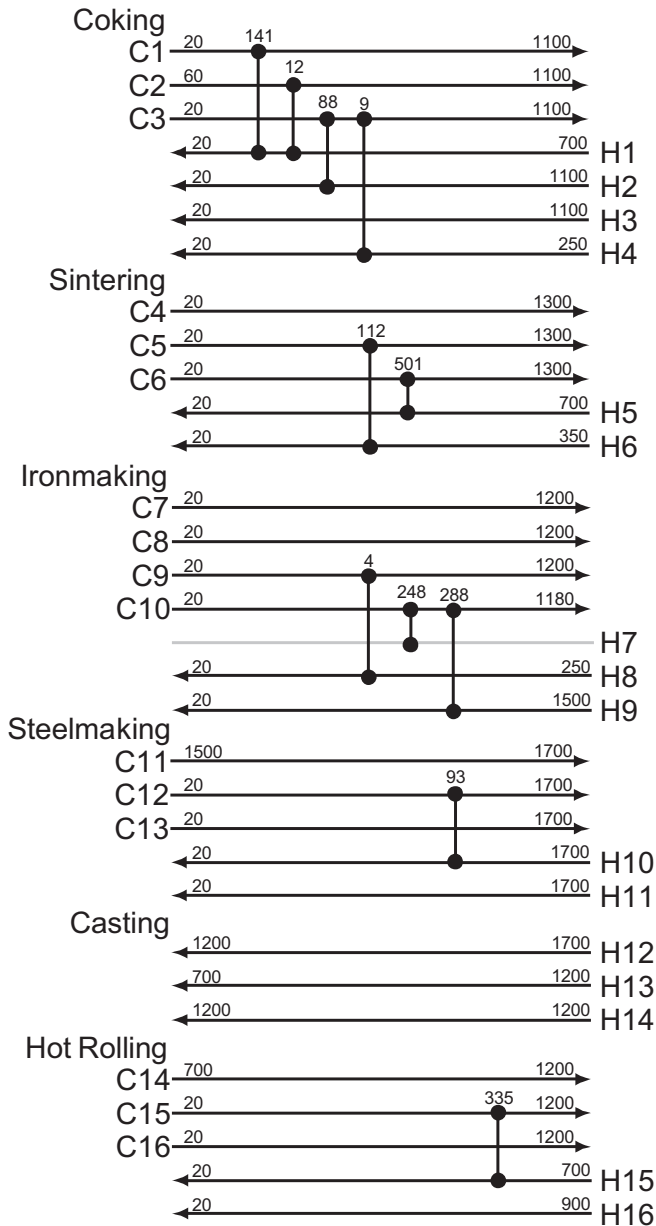 Coking
141
C1 20 1100
12
C2 60 1100
88 9
C3 20 1100
20 700 H1
20 1100 H2
20 1100 H3
20 250 H4
Sintering
C4 20 1300
112
C5 20 1300
501
C6 20 1300
20 700 H5
20 350 H6
Ironmaking
C7 20 1200
C8 20 1200
4
C9 20 1200
248 288
C10 20 1180
H7
20 250 H8
20 1500 H9
Steelmaking
C11 1500 1700
93
C12 20 1700
C13 20 1700
20 1700 H10
20 1700 H11
Casting
1200 1700 H12
700 1200 H13
1200 1200 H14
Hot Rolling
C14 700 1200
335
C15 20 1200
C16 20 1200
20 700 H15
20 900 H16